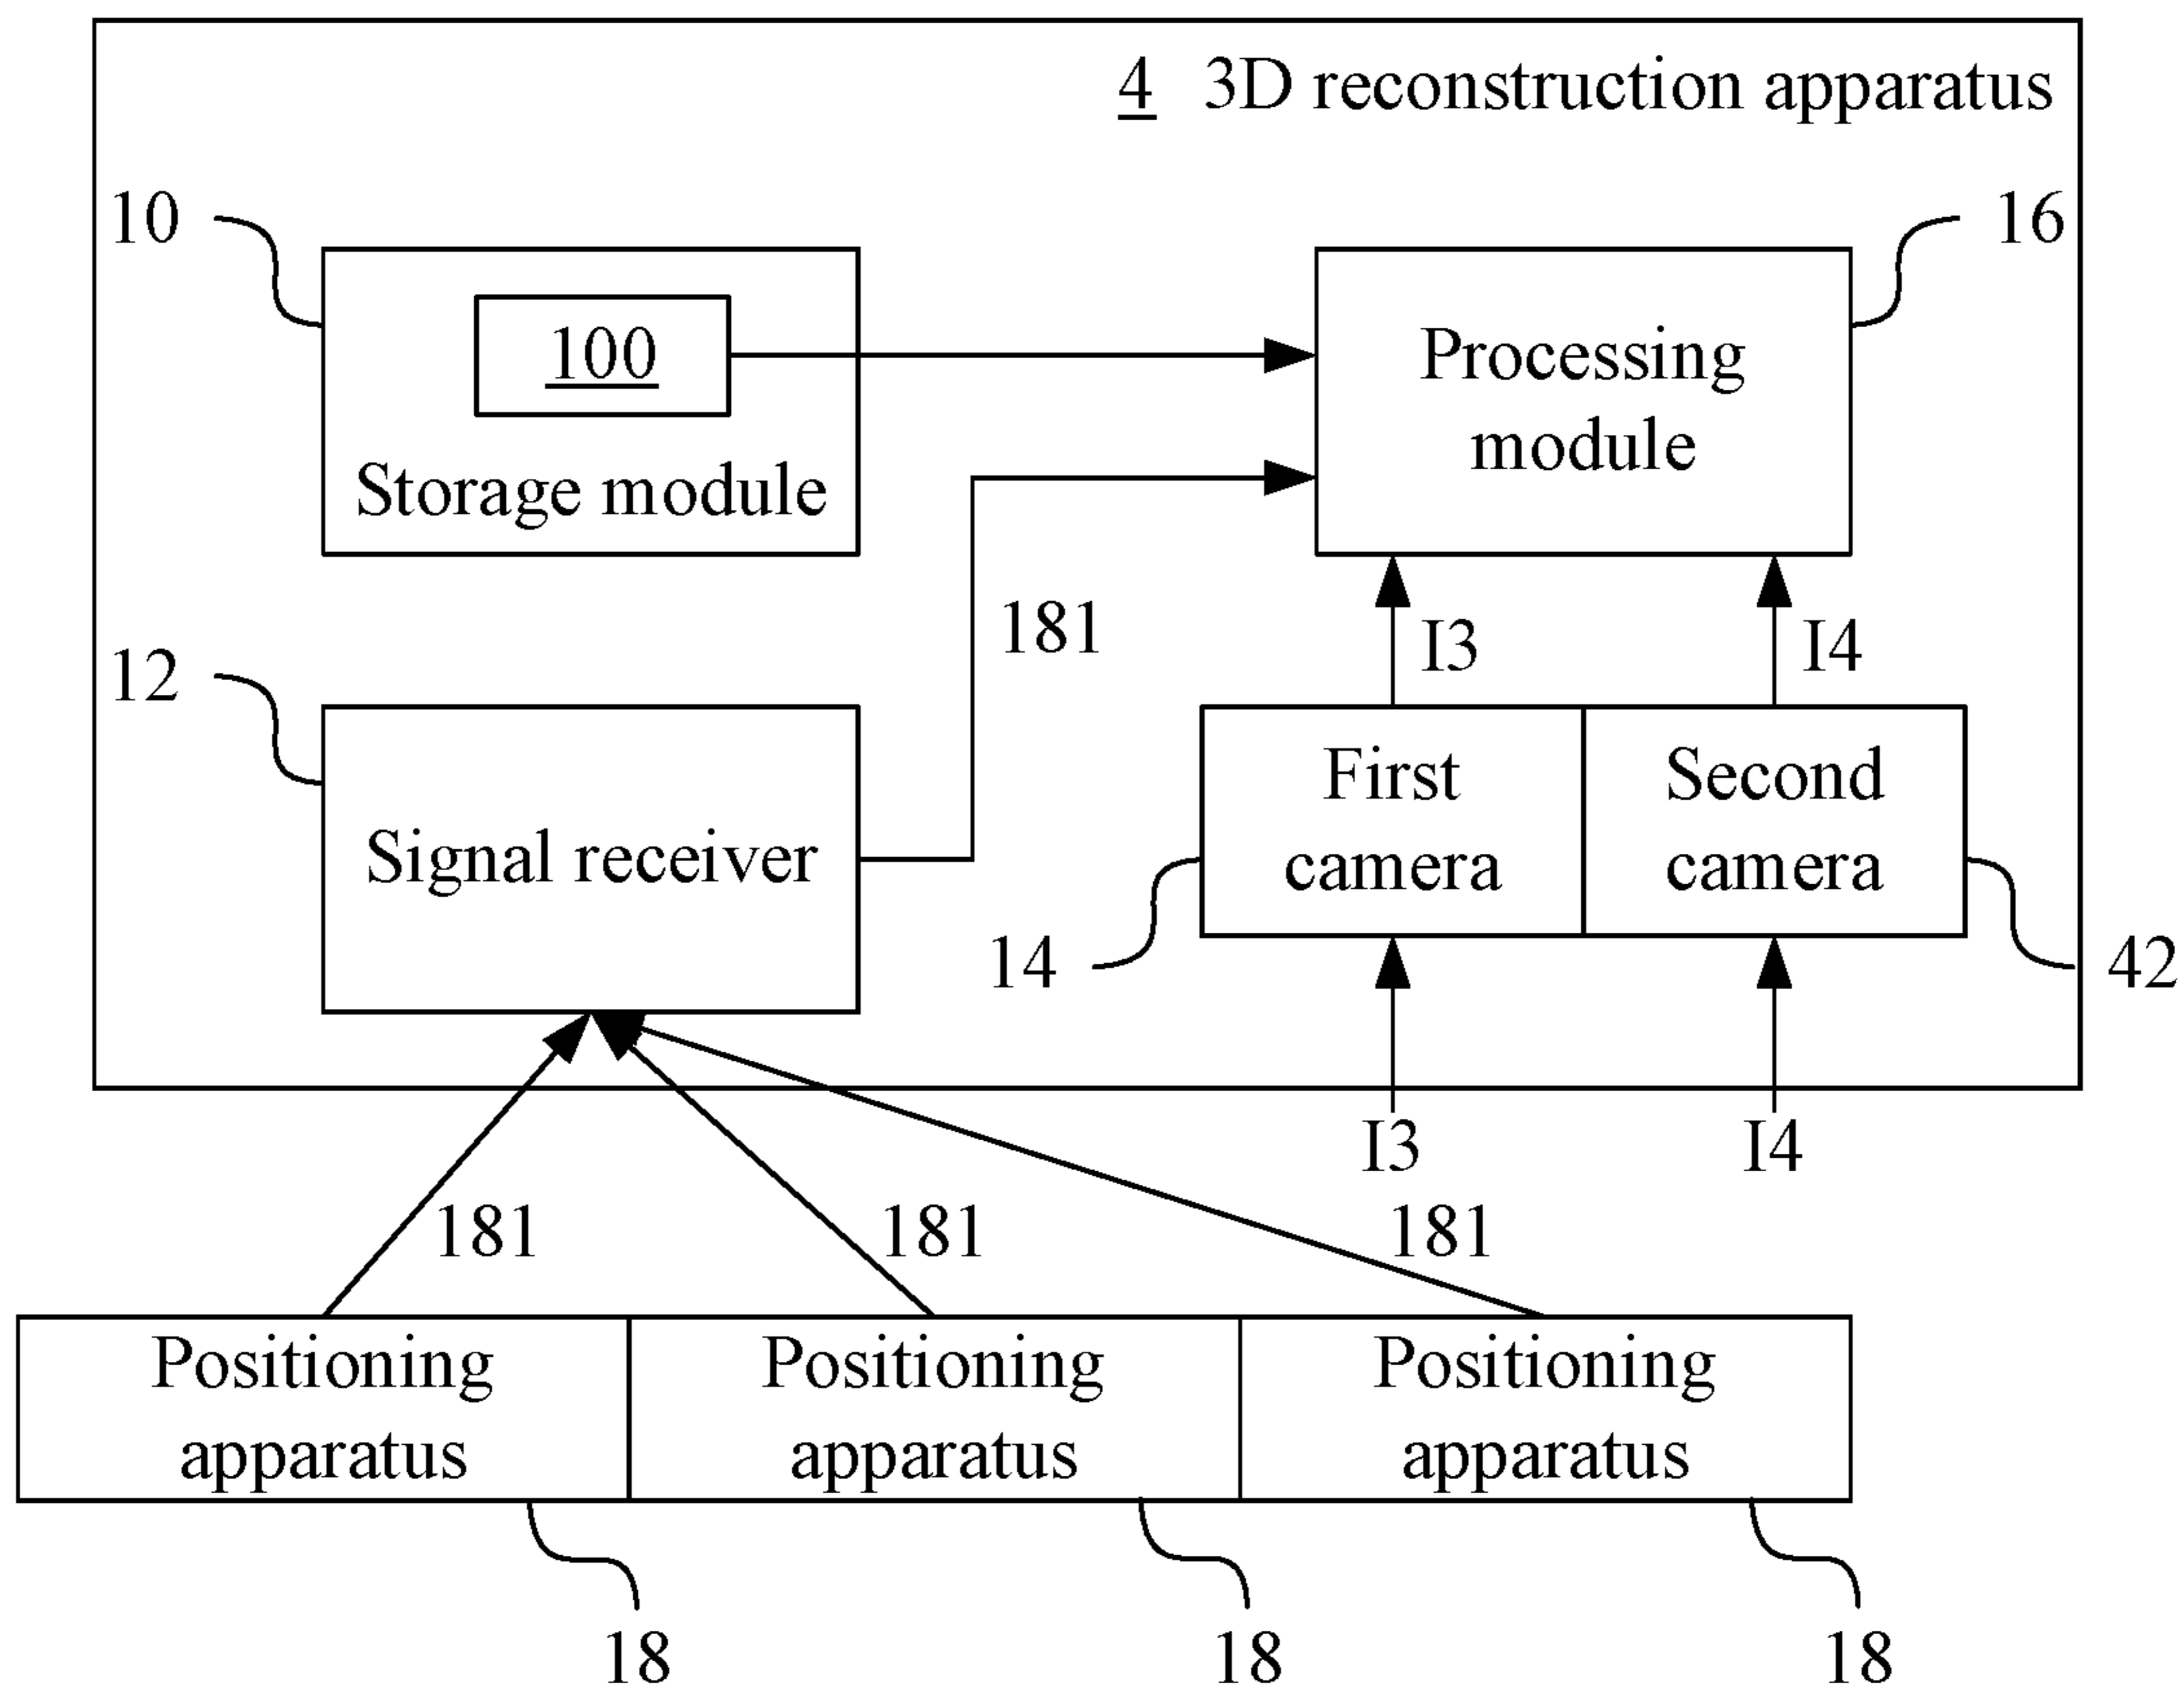 4 3D reconstruction apparatus
10
16
100
Storage module
Processing
module
181
I3
I4
12
Signal receiver
First
camera
Second
camera
14
42
I3
I4
181
181
181
Positioning
apparatus
Positioning
apparatus
Positioning
apparatus
18
18
18